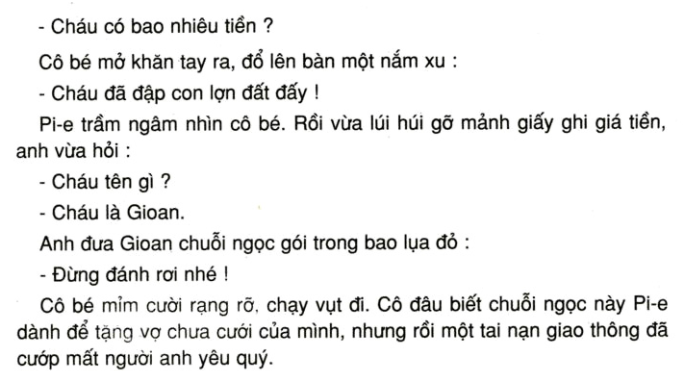 - Cháu có bao nhiêu tiền ?
Cô bé mở khăn tay ra, đổ lên bàn một nắm xu :
- Cháu đã đập con lợn đất đấy !
Pi-e trầm ngâm nhìn cô bé. Rồi vừa lúi húi gỡ mảnh giấy ghi giá tiền,
anh vừa hỏi :
- Cháu tên gì ?
- Cháu là Gioan.
Anh đưa Gioan chuỗi ngọc gói trong bao lụa đỏ :
- Đừng đánh rơi nhé !
Cô bé mỉm cười rạng rỡ, chạy vụt đi. Cô đâu biết chuỗi ngọc này Pi-e
dành để tặng vợ chưa cưới của mình, nhưng rồi một tai nạn giao thông đã
cướp mất người anh yêu quý.